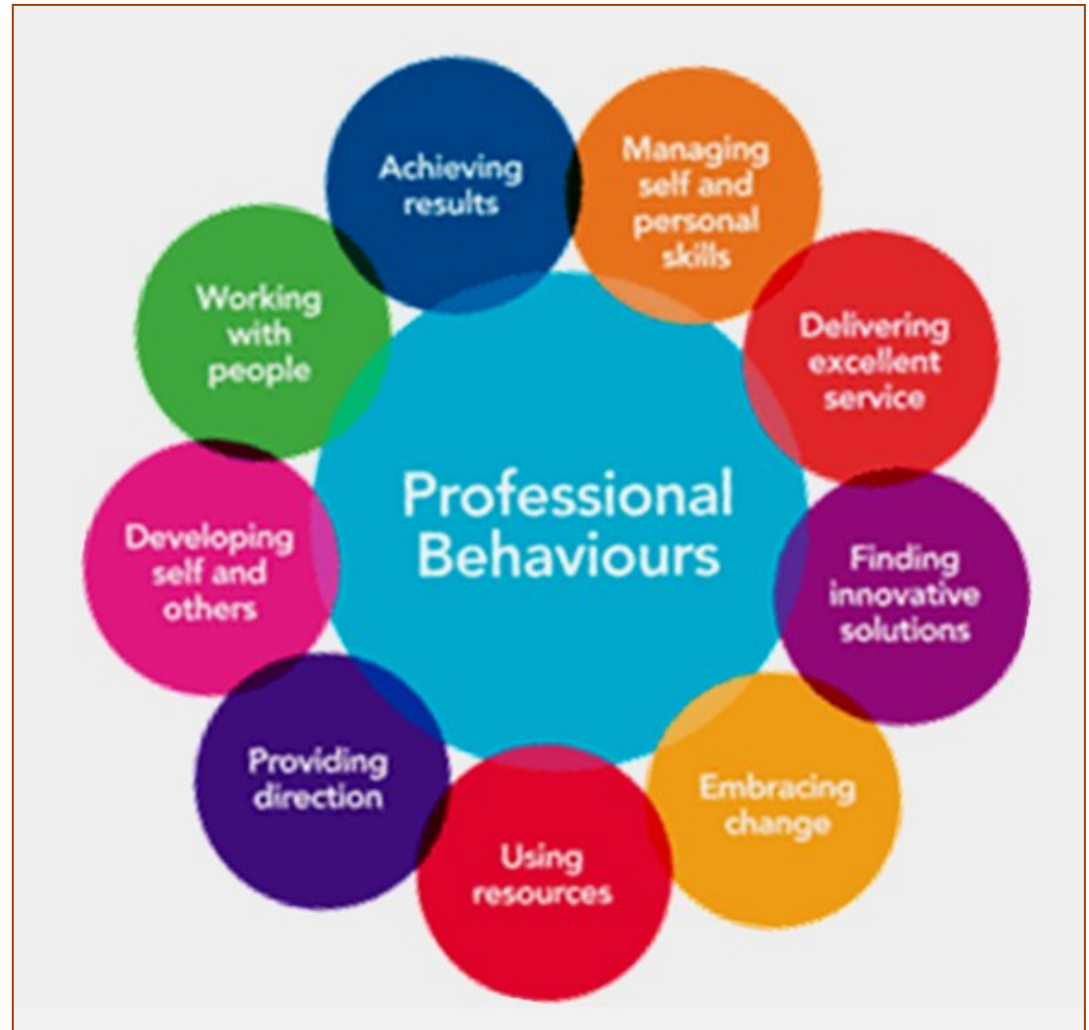 Professional
Behaviours
Achieving
results
Managing
self and
personal
skills
Delivering
excellent
service
Finding
innovative
solutions
Embracing
change
Using
resources
Providing
direction
Developing
self and
others
Working
with
people